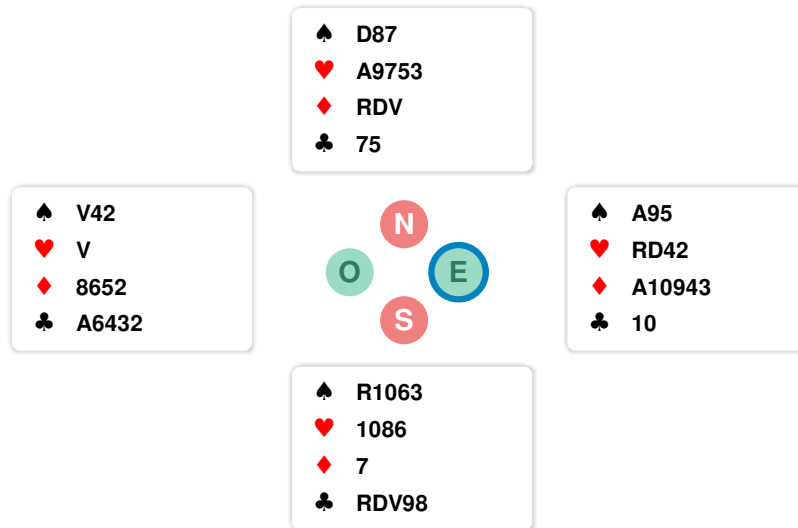 ♠ D87
♥ A9753
♦ RDV
♣ 75
♠ V42
♥ V
♦ 8652
♣ A6432
N
O E
S
♠ A95
♥ RD42
♦ A10943
♣ 10
♠ R1063
♥ 1086
♦ 7
♣ RDV98